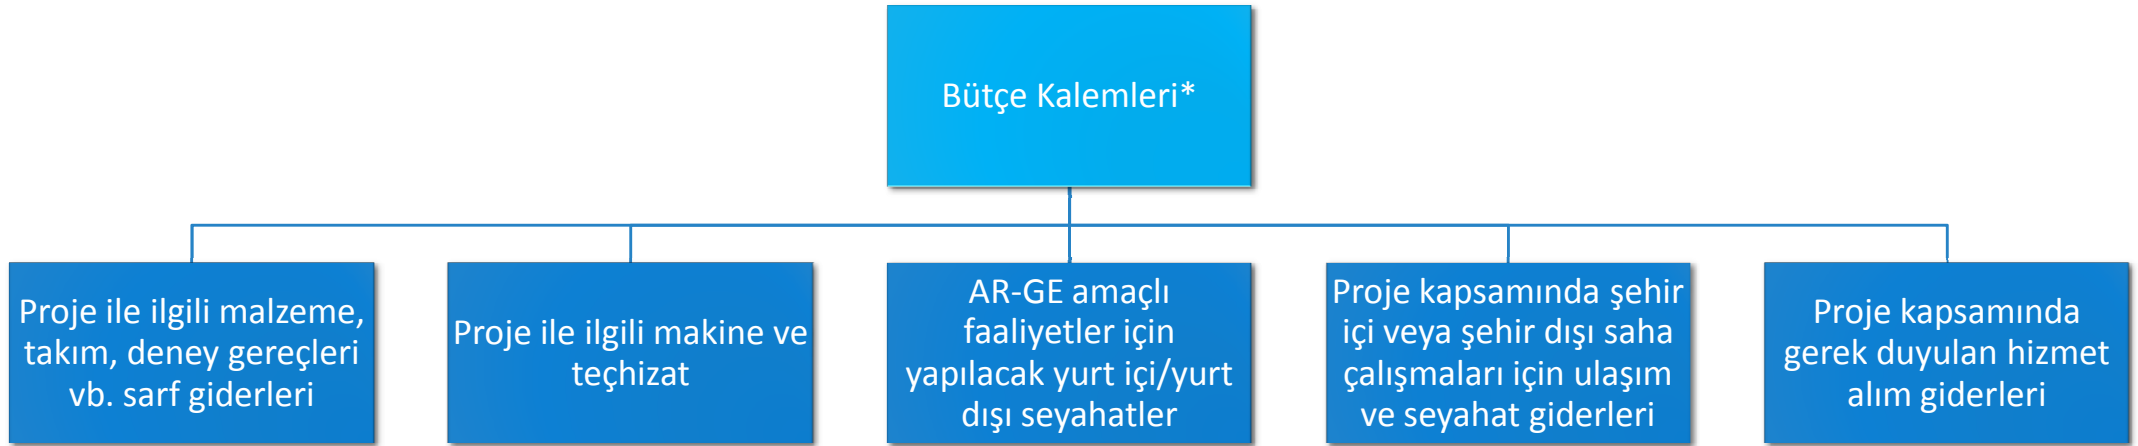 Bütçe Kalemleri*
Proje ile ilgili malzeme,
takım, deney gereçleri
vb. sarf giderleri
Proje ile ilgili makine ve
teçhizat
AR-GE amaçlı
faaliyetler için
yapılacak yurt içi/yurt
dışı seyahatler
Proje kapsamında şehir
içi veya şehir dışı saha
çalışmaları için ulaşım
ve seyahat giderleri
Proje kapsamında
gerek duyulan hizmet
alım giderleri